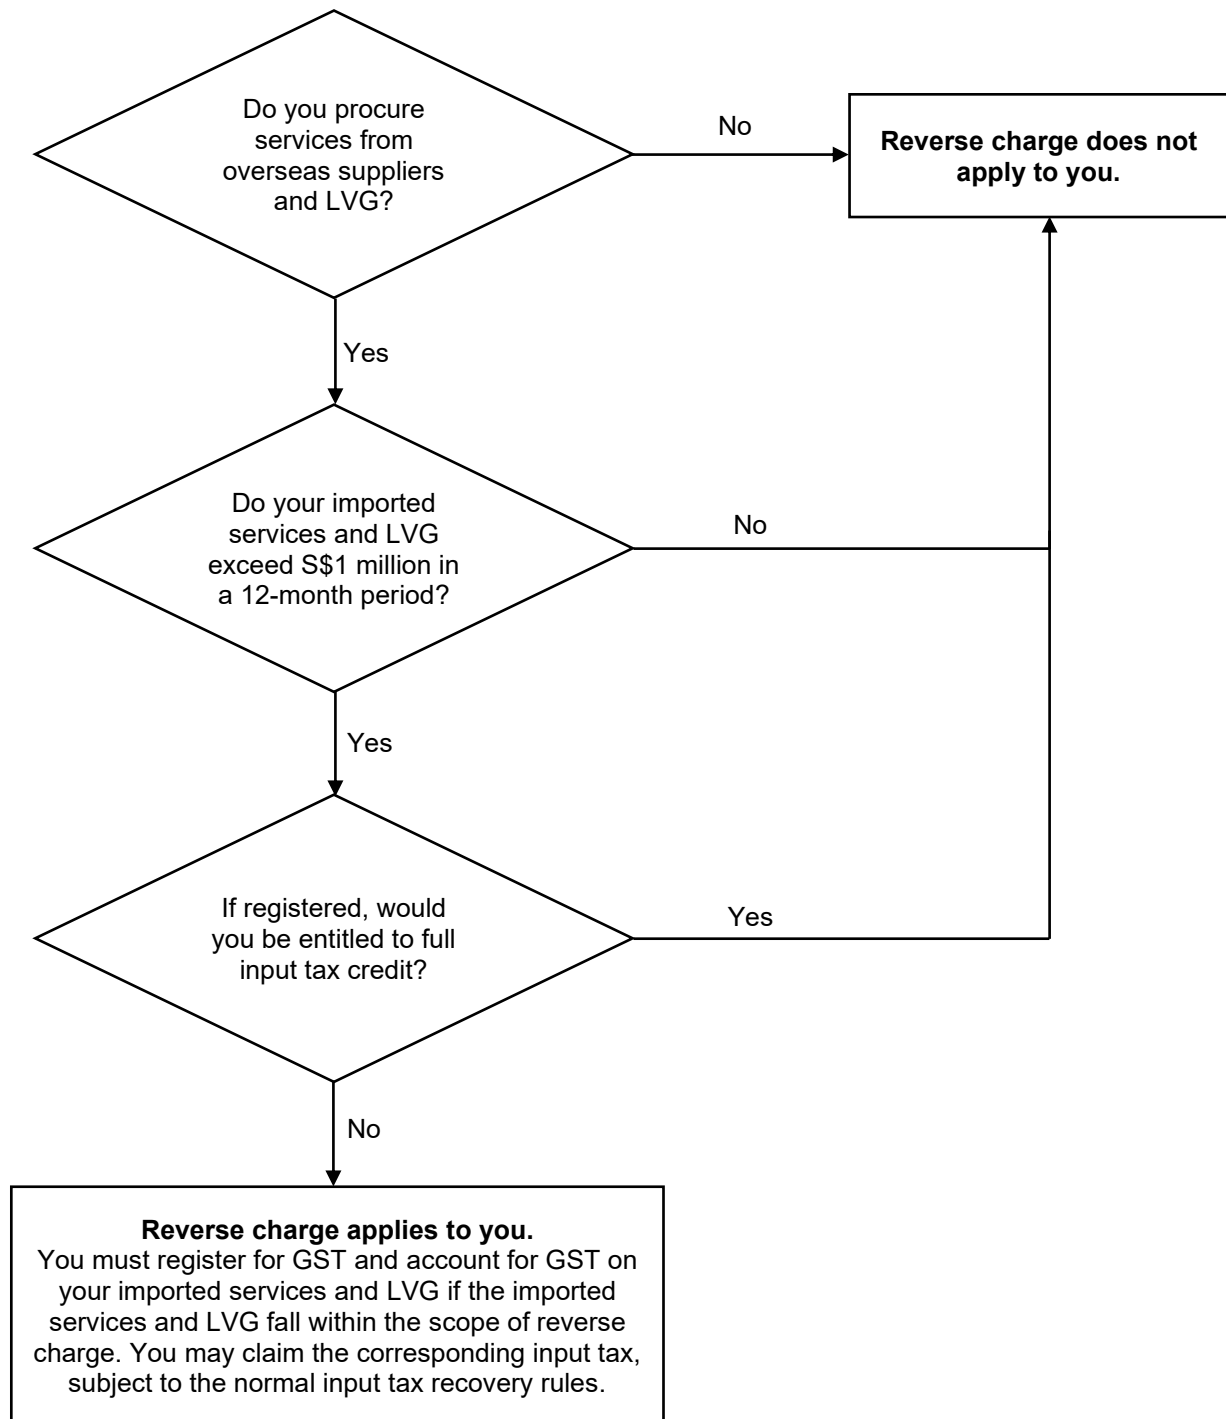 Do you procure
services from
overseas suppliers
and LVG?
No
Reverse charge does not
apply to you.
Yes
Do your imported
services and LVG
exceed S$1 million in
a 12-month period?
No
Yes
If registered, would
you be entitled to full
input tax credit?
Yes
No
Reverse charge applies to you.
You must register for GST and account for GST on
your imported services and LVG if the imported
services and LVG fall within the scope of reverse
charge. You may claim the corresponding input tax,
subject to the normal input tax recovery rules.